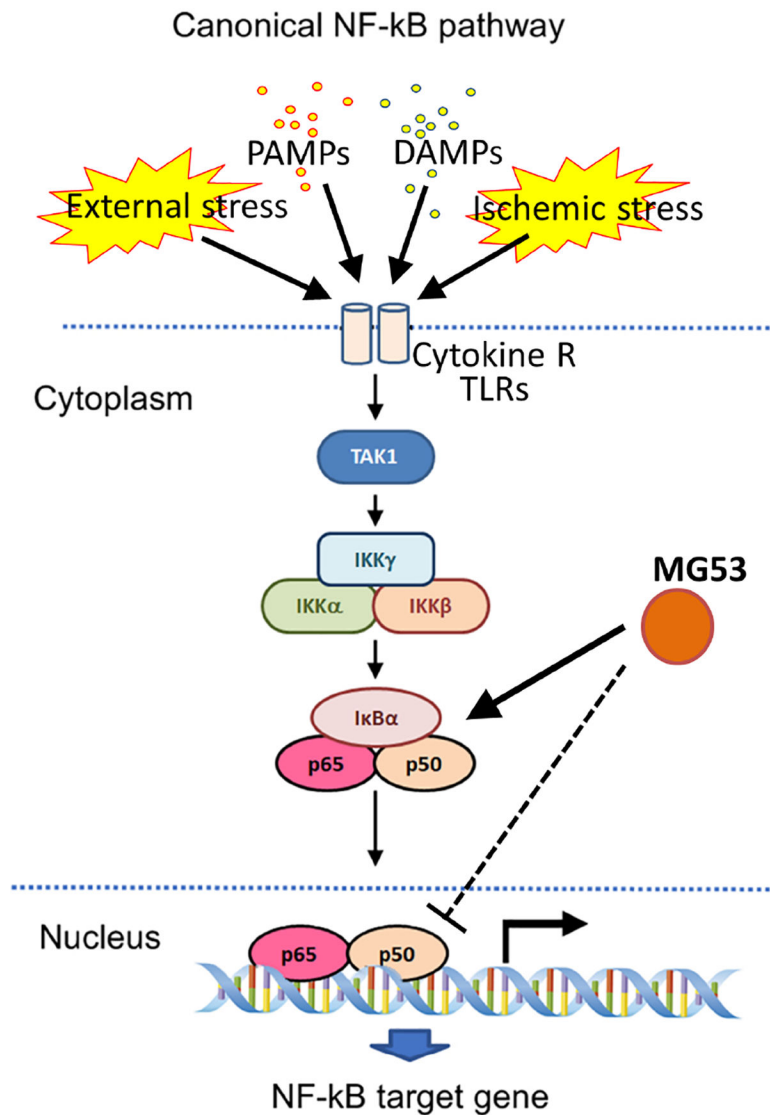 Canonical NF-kB pathway
PAMPs
DAMPs
External stress
Ischemic stress
Cytokine R
TLRs
Cytoplasm
TAK1
IKKγ
IKKα
IKKβ
MG53
IκBα
p65
p50
Nucleus
p65
p50
NF-kB target gene